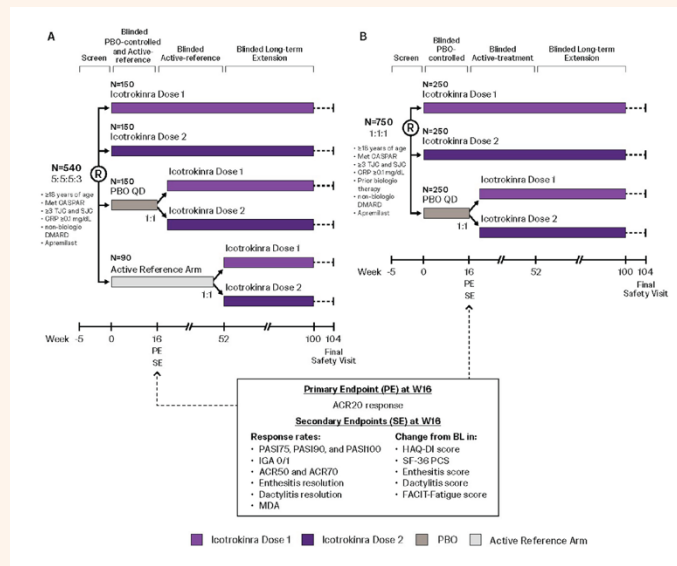 A
Screen
Blinded
PBO-controlled
and Active-
reference
Blinded
Active-reference
Blinded Long-term
Extension
N=540
5:5:5:3
R
• ≥18 years of age
• Met CASPAR
• ≥3 TJC and SJC
• CRP ≥0.1 mg/dL
• non-biologic
DMARD
• Apremilast
N=150
Icotrokinra Dose 1
N=150
Icotrokinra Dose 2
N=150
PBO QD
1:1
Icotrokinra Dose 1
Icotrokinra Dose 2
N=90
Active Reference Arm
1:1
Icotrokinra Dose 1
Icotrokinra Dose 2
Week -5 0 16 52 100 104
PE
SE
Final
Safety Visit
B
Screen
Blinded
PBO-
controlled
Blinded
Active-treatment
Blinded Long-term
Extension
N=750
1:1:1
R
• ≥18 years of age
• Met CASPAR
• ≥3 TJC and SJC
• CRP ≥0.1 mg/dL
• Prior biologic
therapy
• non-biologic
DMARD
• Apremilast
N=250
Icotrokinra Dose 1
N=250
Icotrokinra Dose 2
N=250
PBO QD
1:1
Icotrokinra Dose 1
Icotrokinra Dose 2
Week
-5 0 16 52 100 104
PE
SE
Final
Safety Visit
Primary Endpoint (PE) at W16
ACR20 response
Secondary Endpoints (SE) at W16
Response rates:
• PASI75, PASI90, and PASI100
• IGA 0/1
• ACR50 and ACR70
• Enthesitis resolution
• Dactylitis resolution
• MDA
Change from BL in:
• HAQ-DI score
• SF-36 PCS
• Enthesitis score
• Dactylitis score
• FACIT-Fatigue score
Icotrokinra Dose 1 Icotrokinra Dose 2 PBO Active Reference Arm